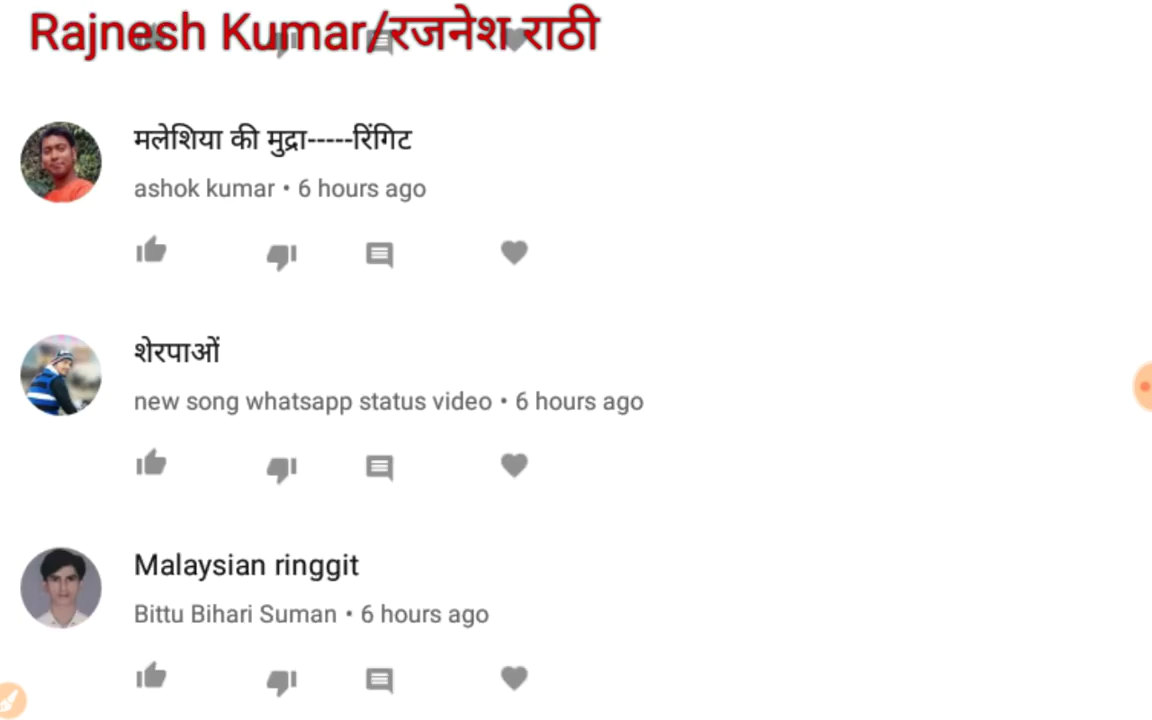 Rajnesh Kumar/रजनेश राठी
मलेशिया की मुद्रा-----रिंगिट
ashok kumar • 6 hours ago
शेरपाओं
new song whatsapp status video • 6 hours ago
Malaysian ringgit
Bittu Bihari Suman • 6 hours ago